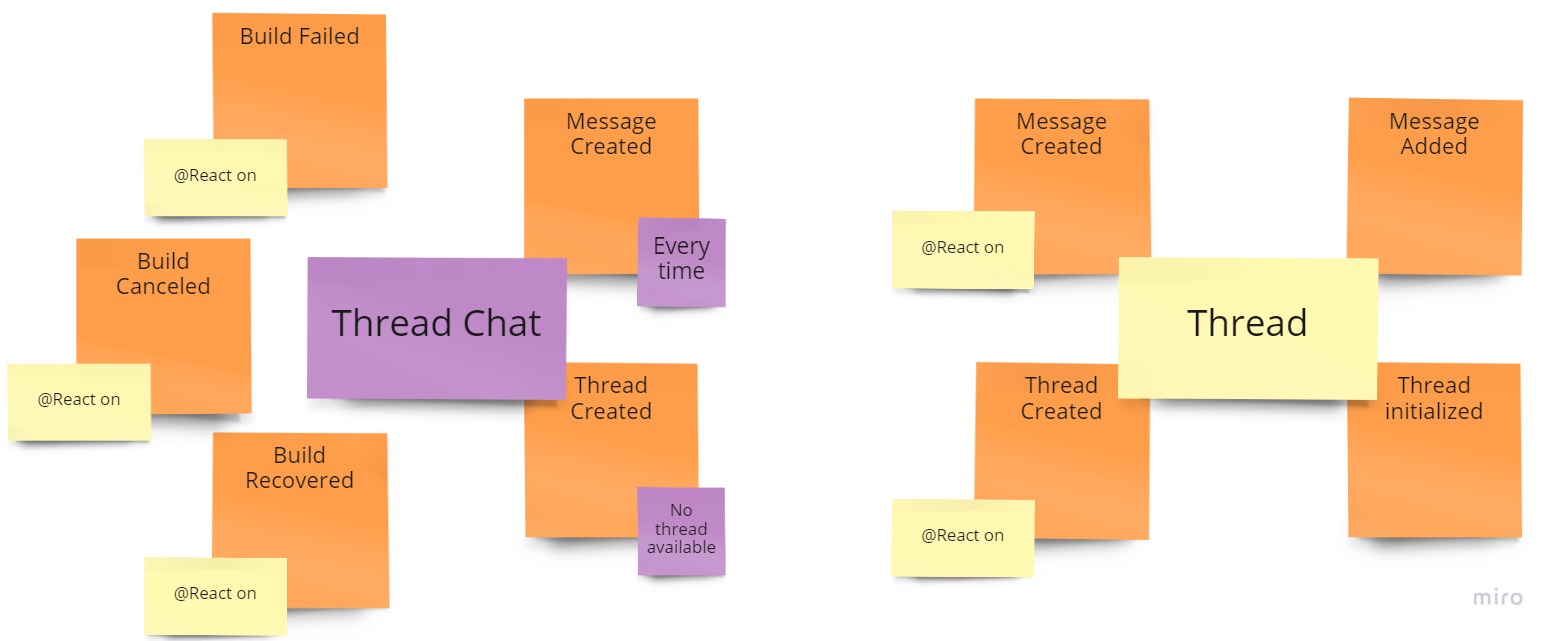 Build Failed
@React on
Build
Canceled
@React on
Build
Recovered
@React on
Thread Chat
Message
Created
Every
time
Thread
Created
No
thread
available
Message
Created
@React on
Thread
Created
@React on
Thread
Message
Added
Thread
initialized
miro